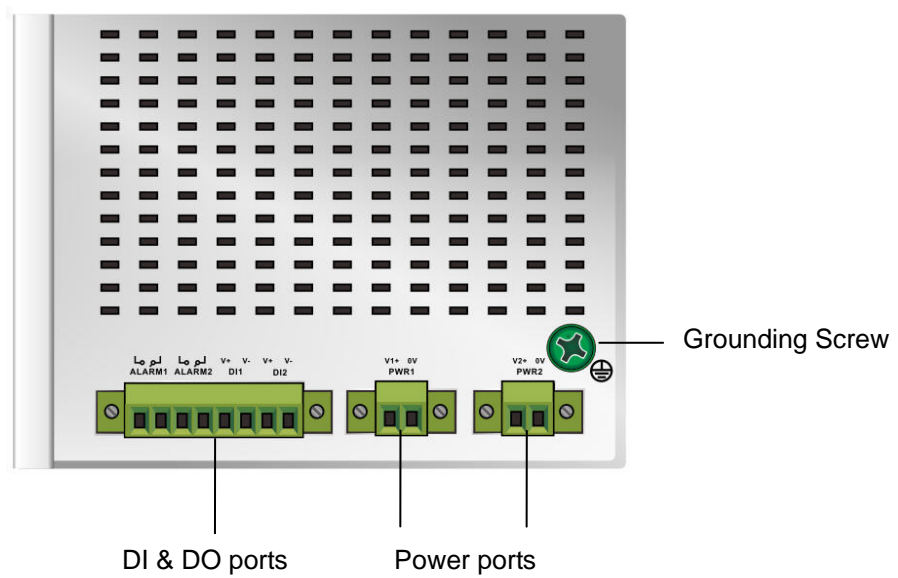 V+ V- V+ V-
ALARM1 ALARM2 DI1 DI2
V1+ 0V
PWR1
V2+ 0V
PWR2
Grounding Screw
DI & DO ports
Power ports